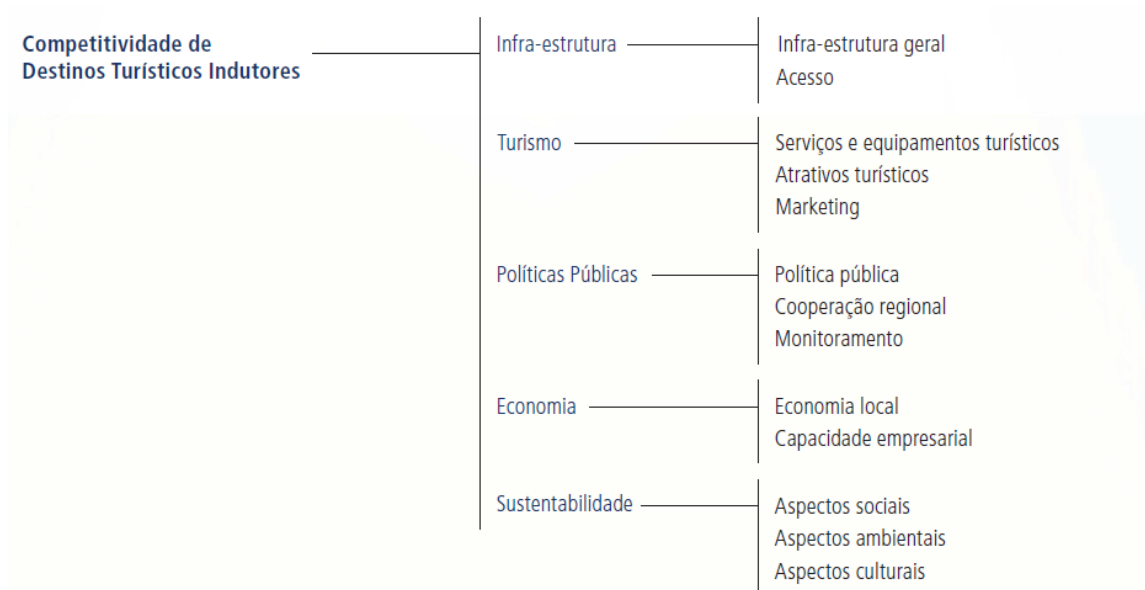 Competitividade de
Destinos Turísticos Indutores
Infra-estrutura
Infra-estrutura geral
Acesso
Turismo
Serviços e equipamentos turísticos
Atrativos turísticos
Marketing
Políticas Públicas
Política pública
Cooperação regional
Monitoramento
Economia
Economia local
Capacidade empresarial
Sustentabilidade
Aspectos sociais
Aspectos ambientais
Aspectos culturais